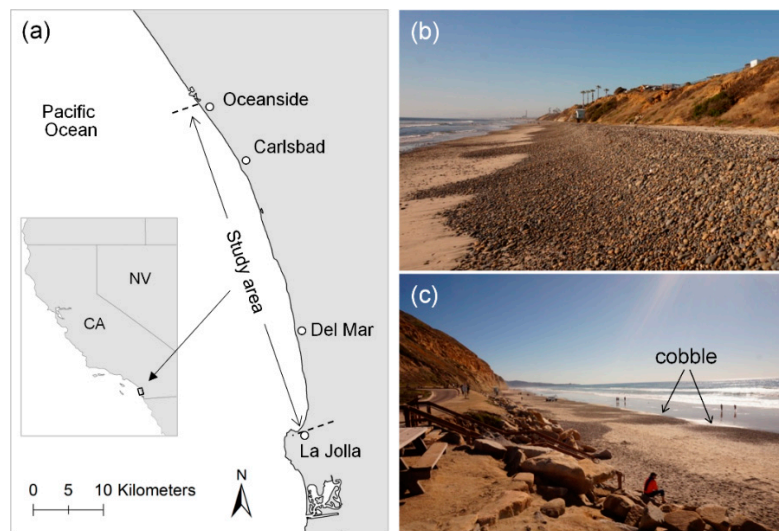 (a)
Pacific
Ocean
Oceanside
Carlsbad
Study area
NV
CA
Del Mar
La Jolla
N
0 5 10 Kilometers
(b)
(c)
cobble